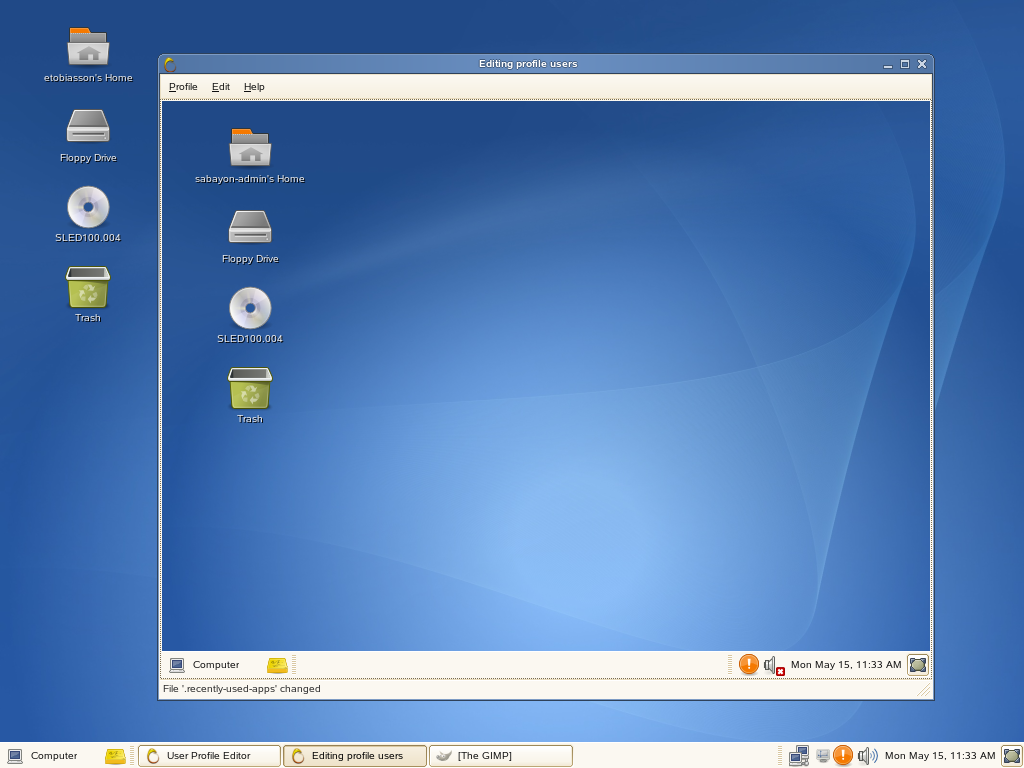 etobiasson's Home
Floppy Drive
SLED100.004
Trash
Editing profile users
Profile Edit Help
sabayon-admin's Home
Floppy Drive
SLED100.004
Trash
Computer Mon May 15, 11:33 AM
File '.recently-used-apps' changed
Computer User Profile Editor Editing profile users [The GIMP] Mon May 15, 11:33 AM